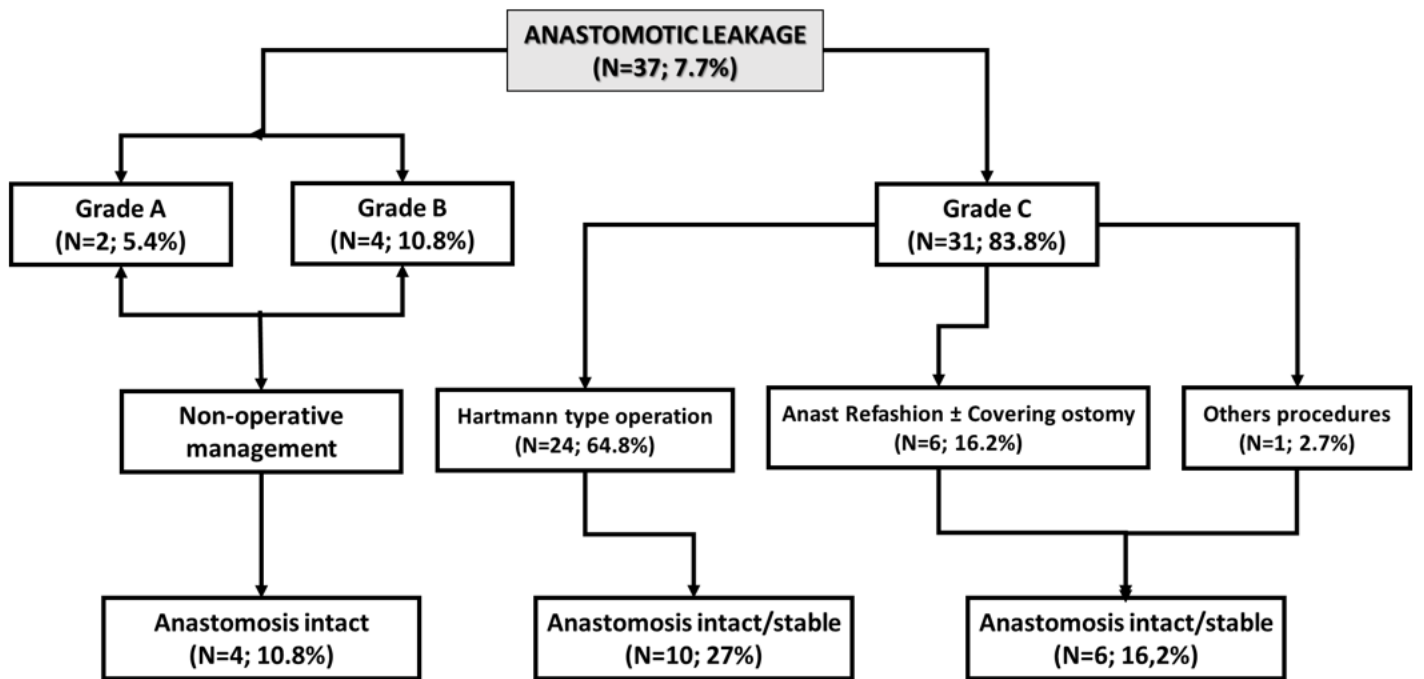 ANASTOMOTIC LEAKAGE
(N=37; 7.7%)
Grade A
(N=2; 5.4%)
Grade B
(N=4; 10.8%)
Grade C
(N=31; 83.8%)
Non-operative
management
Hartmann type operation
(N=24; 64.8%)
Anast Refashion ± Covering ostomy
(N=6; 16.2%)
Others procedures
(N=1; 2.7%)
Anastomosis intact
(N=4; 10.8%)
Anastomosis intact/stable
(N=10; 27%)
Anastomosis intact/stable
(N=6; 16,2%)